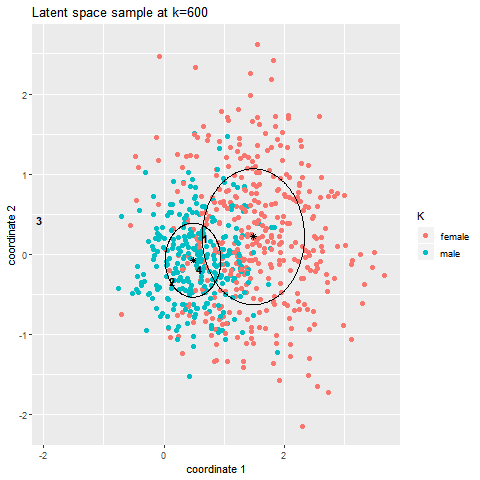 Latent space sample at k=600
2
1
0
-1
-2
-2
0
2
coordinate 2
coordinate 1
3
1
4
2
K
female
male